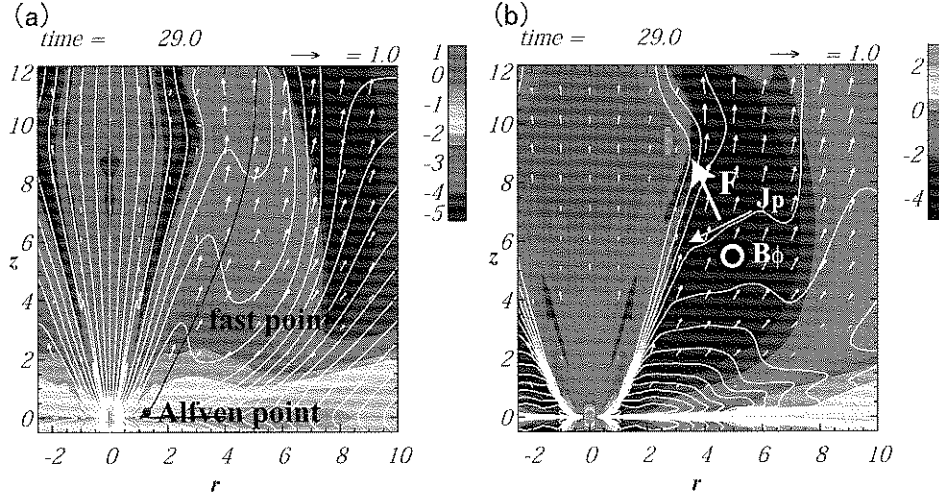 (a)
time = 29.0
= 1.0
12
10
8
6
z
4
2
0
-2 0 2 4 6 8 10
r
fast point
Alfven point
1
0
-1
-2
-3
-4
-5
(b)
time = 29.0
= 1.0
12
10
8
6
z
4
2
0
-2 0 2 4 6 8 10
r
F
Jp
Bϕ
2
0
-2
-4